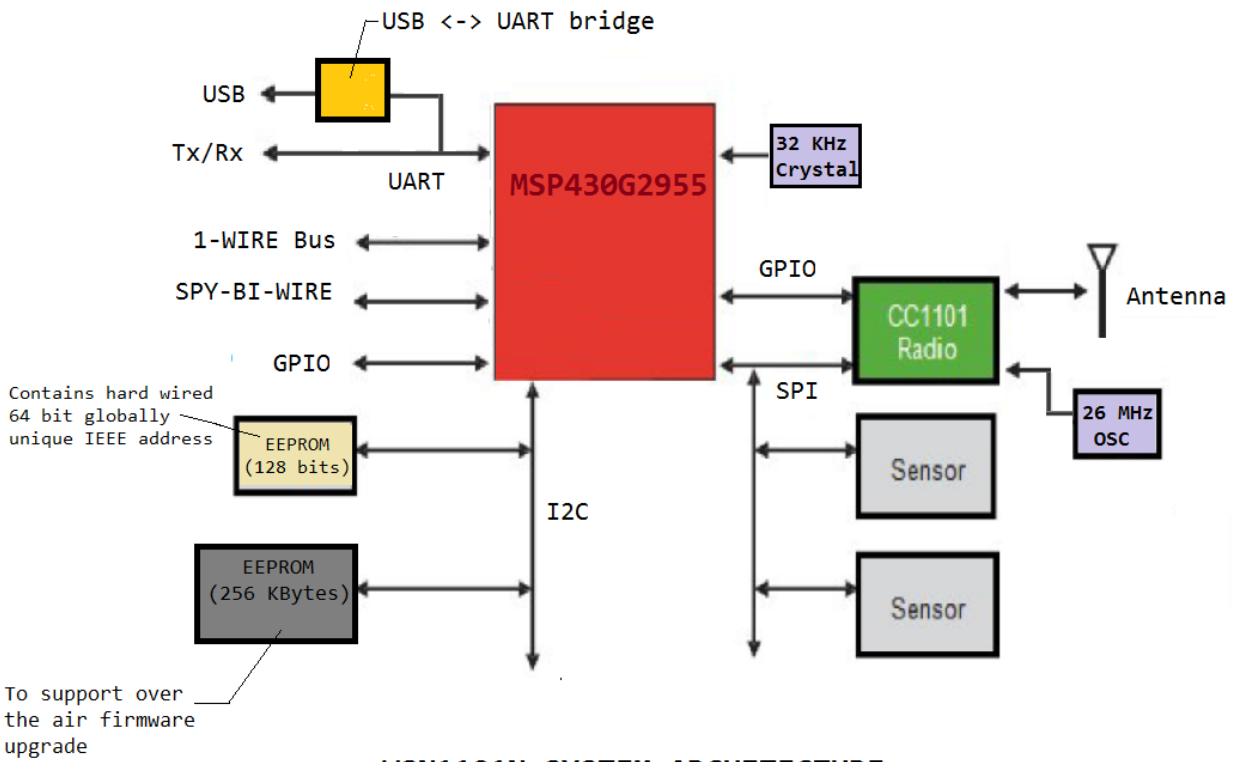 USB <-> UART bridge
USB
Tx/Rx
UART
MSP430G2955
32 KHz
Crystal
1-WIRE Bus
SPY-BI-WIRE
GPIO
GPIO
CC1101
Radio
Antenna
SPI
26 MHz
OSC
Contains hard wired
64 bit globally
unique IEEE address
EEPROM
(128 bits)
Sensor
I2C
EEPROM
(256 KBytes)
Sensor
To support over
the air firmware
upgrade